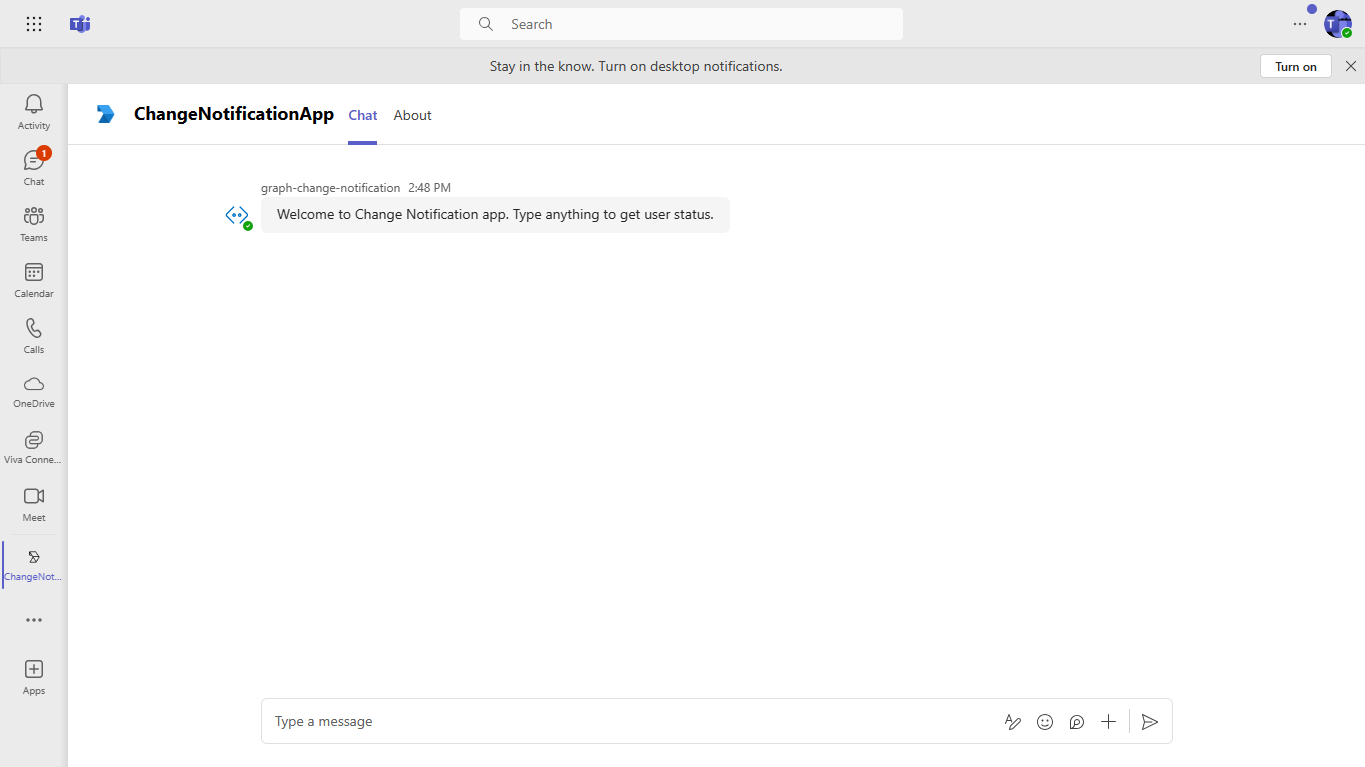 Search
Stay in the know. Turn on desktop notifications.
Turn on
Activity
1
Chat
Teams
Calendar
Calls
OneDrive
Viva Conne...
Meet
ChangeNot...
Apps
ChangeNotificationApp
Chat
About
graph-change-notification 2:48 PM
Welcome to Change Notification app. Type anything to get user status.
Type a message